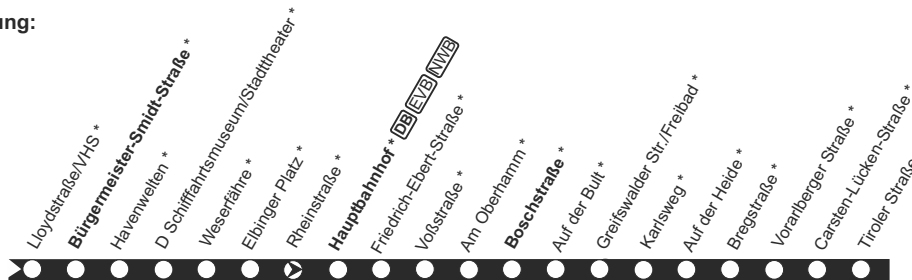 ung:
Lloydstraße/VHS *
Bürgermeister-Smidt-Straße *
Havenwelten *
D Schifffahrtsmuseum/Stadttheater *
Weserfähre *
Elbinger Platz *
Rheinstraße *
Hauptbahnhof * DB EVB NWB
Friedrich-Ebert-Straße *
Voßstraße *
Am Oberhamm *
Boschstraße *
Auf der Bult *
Greifswalder Str./Freibad *
Karlsweg *
Auf der Heide *
Bregstraße *
Vorarlberger Straße *
Carsten-Lücken-Straße *
Tiroler Straße